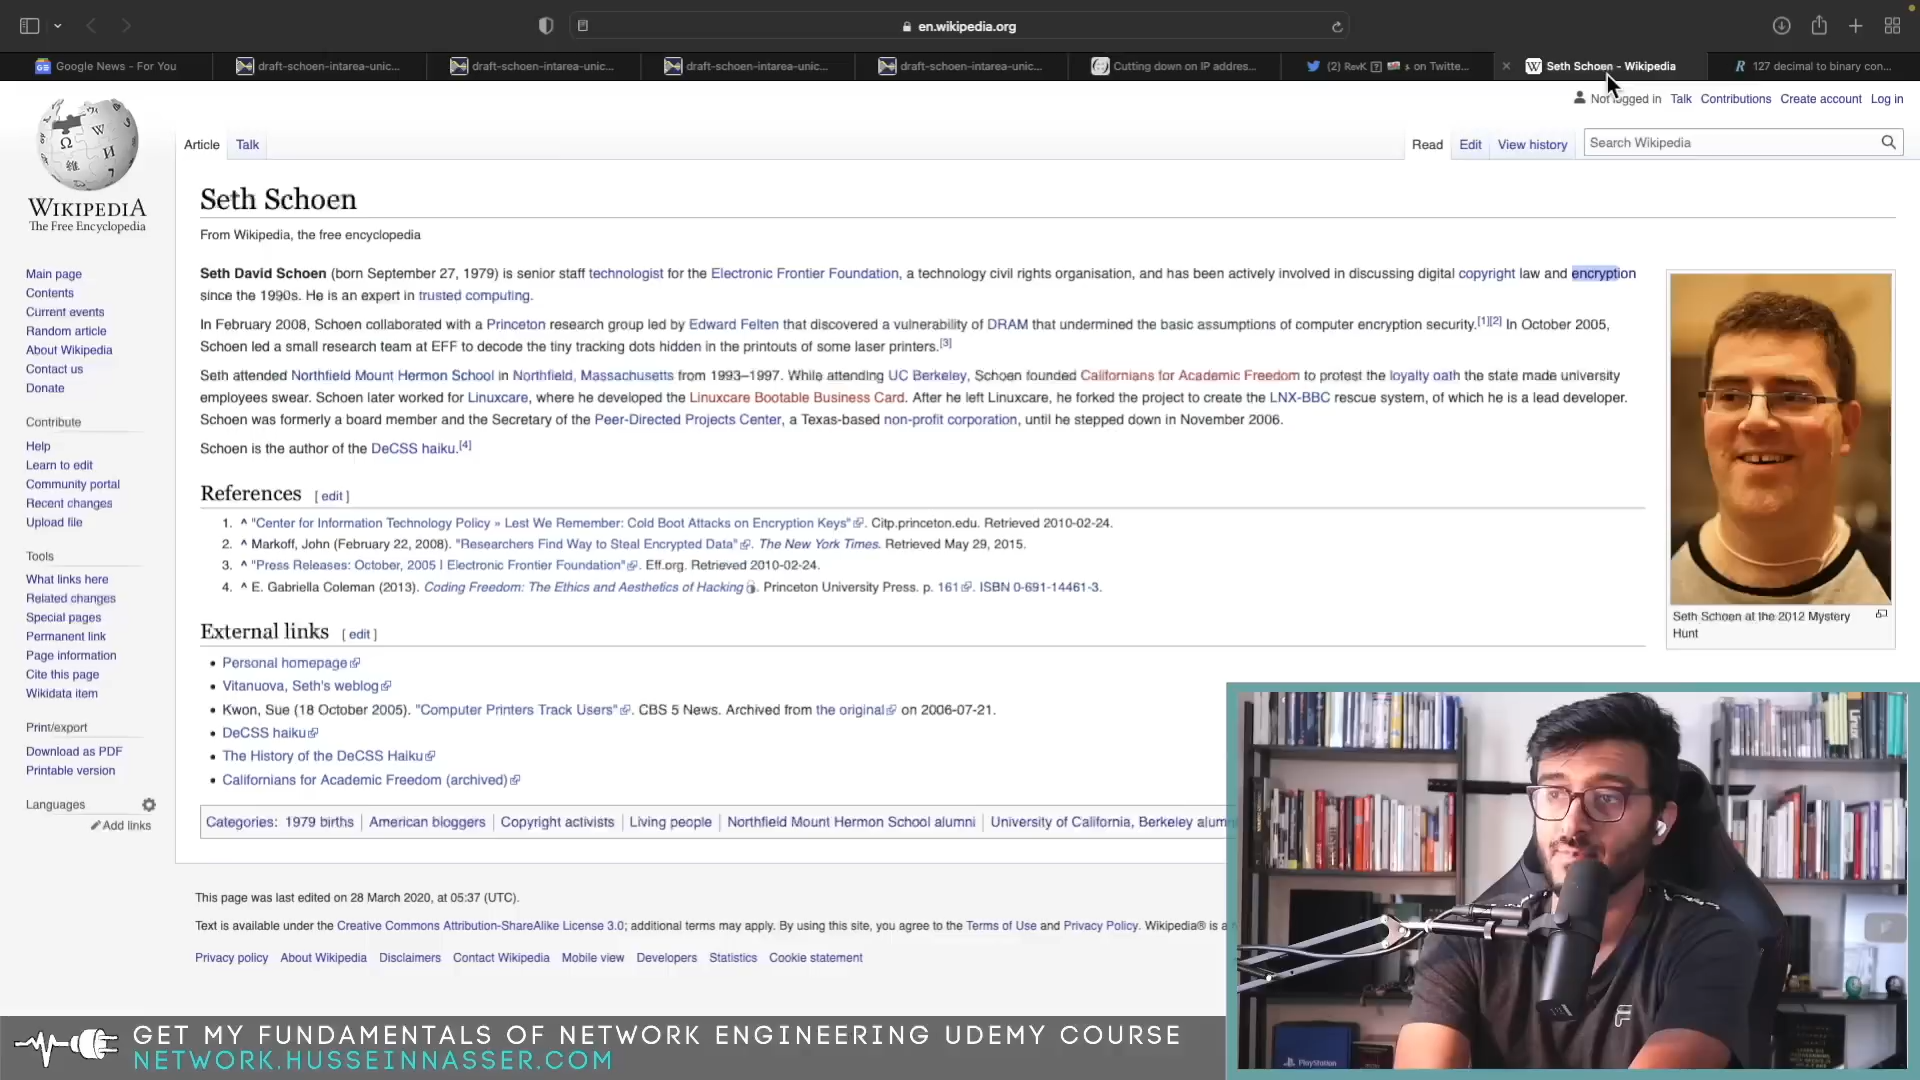 en.wikipedia.org
Google News - For You
draft-schoen-intarea-unic...
draft-schoen-intarea-unic...
draft-schoen-intarea-unic...
draft-schoen-intarea-unic...
Cutting down on IP addres...
(2) RevK on Twitte...
Seth Schoen - Wikipedia
127 decimal to binary con...
Not logged in Talk Contributions Create account Log in
Article Talk
Read Edit View history
Search Wikipedia
WIKIPEDIA
The Free Encyclopedia
Main page
Contents
Current events
Random article
About Wikipedia
Contact us
Donate
Contribute
Help
Learn to edit
Community portal
Recent changes
Upload file
Tools
What links here
Related changes
Special pages
Permanent link
Page information
Cite this page
Wikidata item
Print/export
Download as PDF
Printable version
Languages
Add links
Seth Schoen
From Wikipedia, the free encyclopedia
Seth David Schoen (born September 27, 1979) is senior staff technologist for the Electronic Frontier Foundation, a technology civil rights organisation, and has been actively involved in discussing digital copyright law and encryption
since the 1990s. He is an expert in trusted computing.
In February 2008, Schoen collaborated with a Princeton research group led by Edward Felten that discovered a vulnerability of DRAM that undermined the basic assumptions of computer encryption security.[1][2] In October 2005,
Schoen led a small research team at EFF to decode the tiny tracking dots hidden in the printouts of some laser printers.[3]
Seth attended Northfield Mount Hermon School in Northfield, Massachusetts from 1993–1997. While attending UC Berkeley, Schoen founded Californians for Academic Freedom to protest the loyalty oath the state made university
employees swear. Schoen later worked for Linuxcare, where he developed the Linuxcare Bootable Business Card. After he left Linuxcare, he forked the project to create the LNX-BBC rescue system, of which he is a lead developer.
Schoen was formerly a board member and the Secretary of the Peer-Directed Projects Center, a Texas-based non-profit corporation, until he stepped down in November 2006.
Schoen is the author of the DeCSS haiku.[4]
Seth Schoen at the 2012 Mystery
Hunt
References [ edit ]
1. ^ "Center for Information Technology Policy » Lest We Remember: Cold Boot Attacks on Encryption Keys". Citp.princeton.edu. Retrieved 2010-02-24.
2. ^ Markoff, John (February 22, 2008). "Researchers Find Way to Steal Encrypted Data". The New York Times. Retrieved May 29, 2015.
3. ^ "Press Releases: October, 2005 | Electronic Frontier Foundation". Eff.org. Retrieved 2010-02-24.
4. ^ E. Gabriella Coleman (2013). Coding Freedom: The Ethics and Aesthetics of Hacking. Princeton University Press. p. 161. ISBN 0-691-14461-3.
External links [ edit ]
• Personal homepage
• Vitanuova, Seth's weblog
• Kwon, Sue (18 October 2005). "Computer Printers Track Users". CBS 5 News. Archived from the original on 2006-07-21.
• DeCSS haiku
• The History of the DeCSS Haiku
• Californians for Academic Freedom (archived)
Categories: 1979 births | American bloggers | Copyright activists | Living people | Northfield Mount Hermon School alumni | University of California, Berkeley alumn
This page was last edited on 28 March 2020, at 05:37 (UTC).
Text is available under the Creative Commons Attribution-ShareAlike License 3.0; additional terms may apply. By using this site, you agree to the Terms of Use and Privacy Policy. Wikipedia® is a
Privacy policy About Wikipedia Disclaimers Contact Wikipedia Mobile view Developers Statistics Cookie statement
GET MY FUNDAMENTALS OF NETWORK ENGINEERING UDEMY COURSE
NETWORK.HUSSEINNASSER.COM
PlayStation